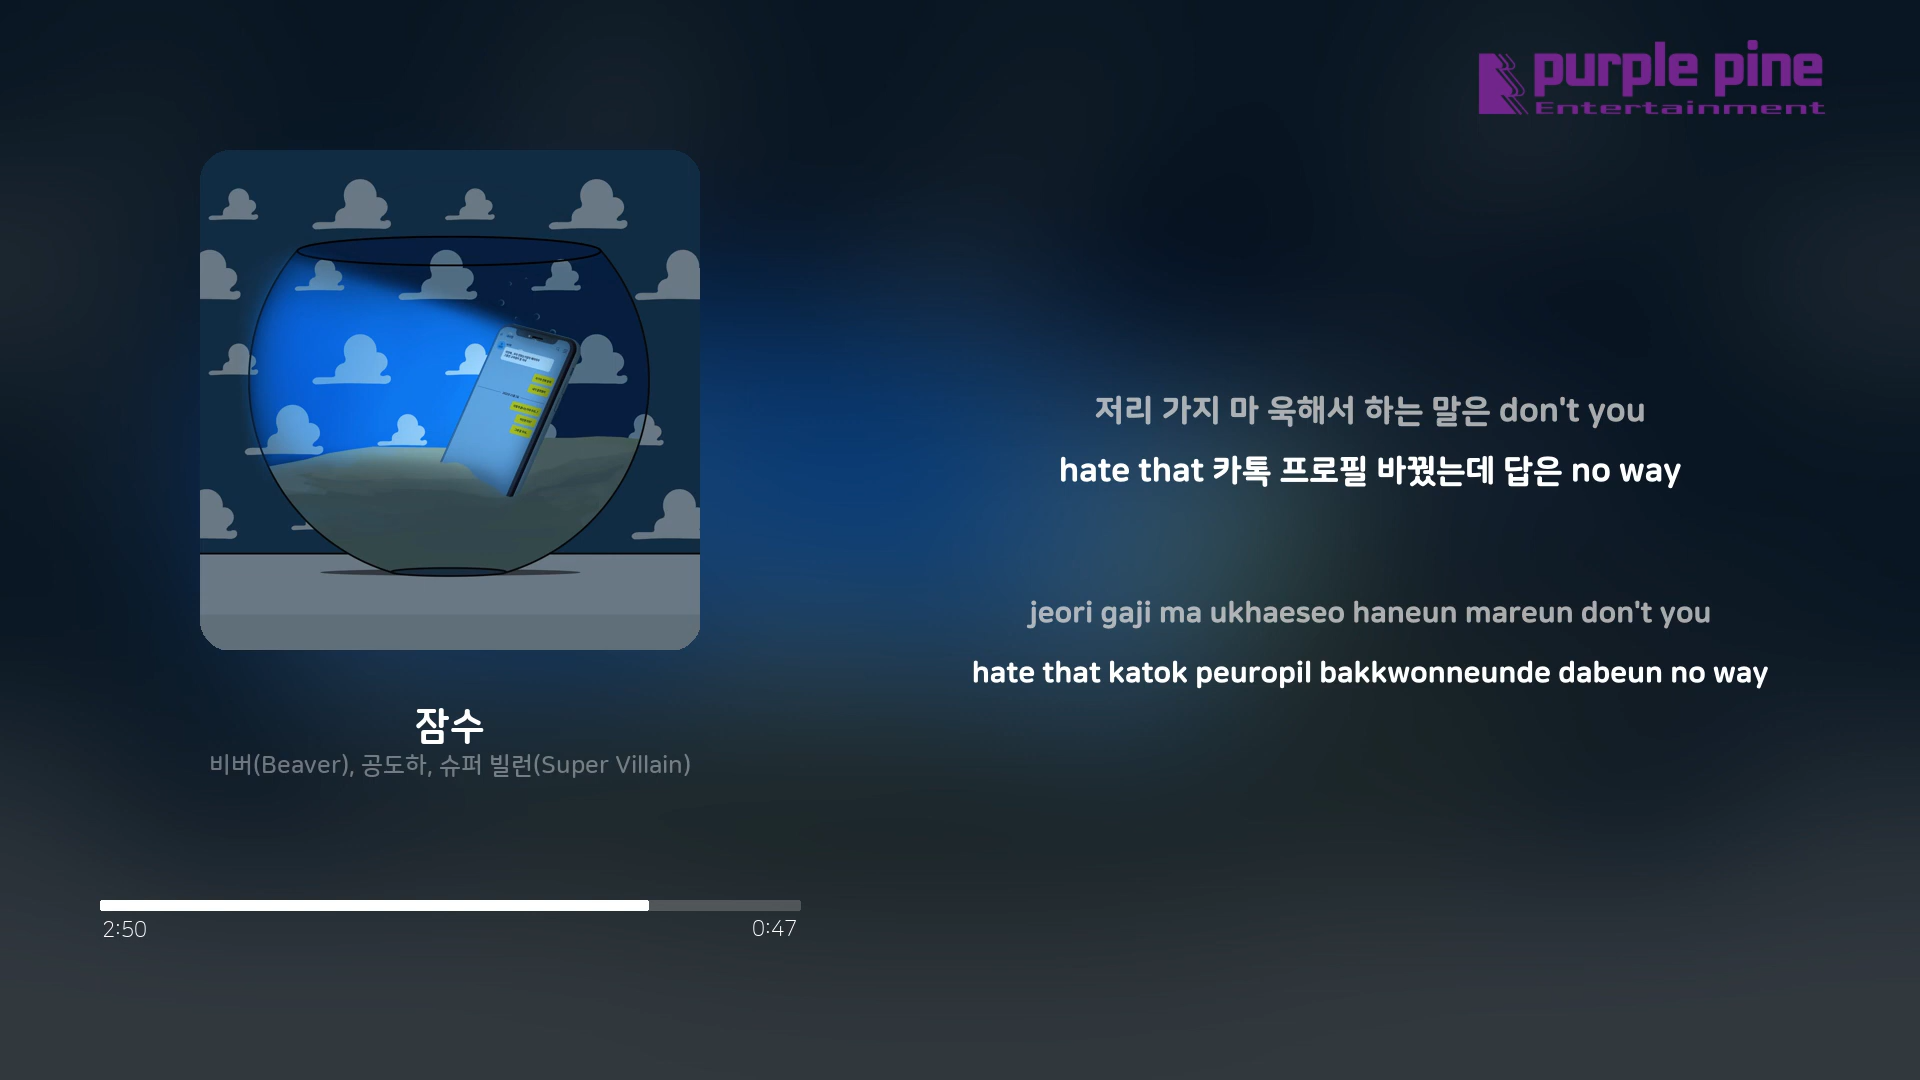 purple pine
Entertainment
저리 가지 마 욱해서 하는 말은 don't you
hate that 카톡 프로필 바꿨는데 답은 no way
jeori gaji ma ukhaeseo haneun mareun don't you
hate that katok peuropil bakkwonneunde dabeun no way
잠수
비버(Beaver), 공도하, 슈퍼 빌런(Super Villain)
2:50
0:47